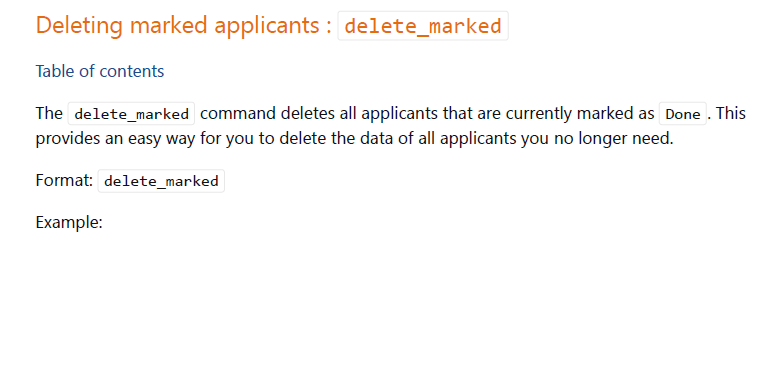 Deleting marked applicants : delete_marked
Table of contents
The delete_marked command deletes all applicants that are currently marked as Done. This
provides an easy way for you to delete the data of all applicants you no longer need.
Format: delete_marked
Example: